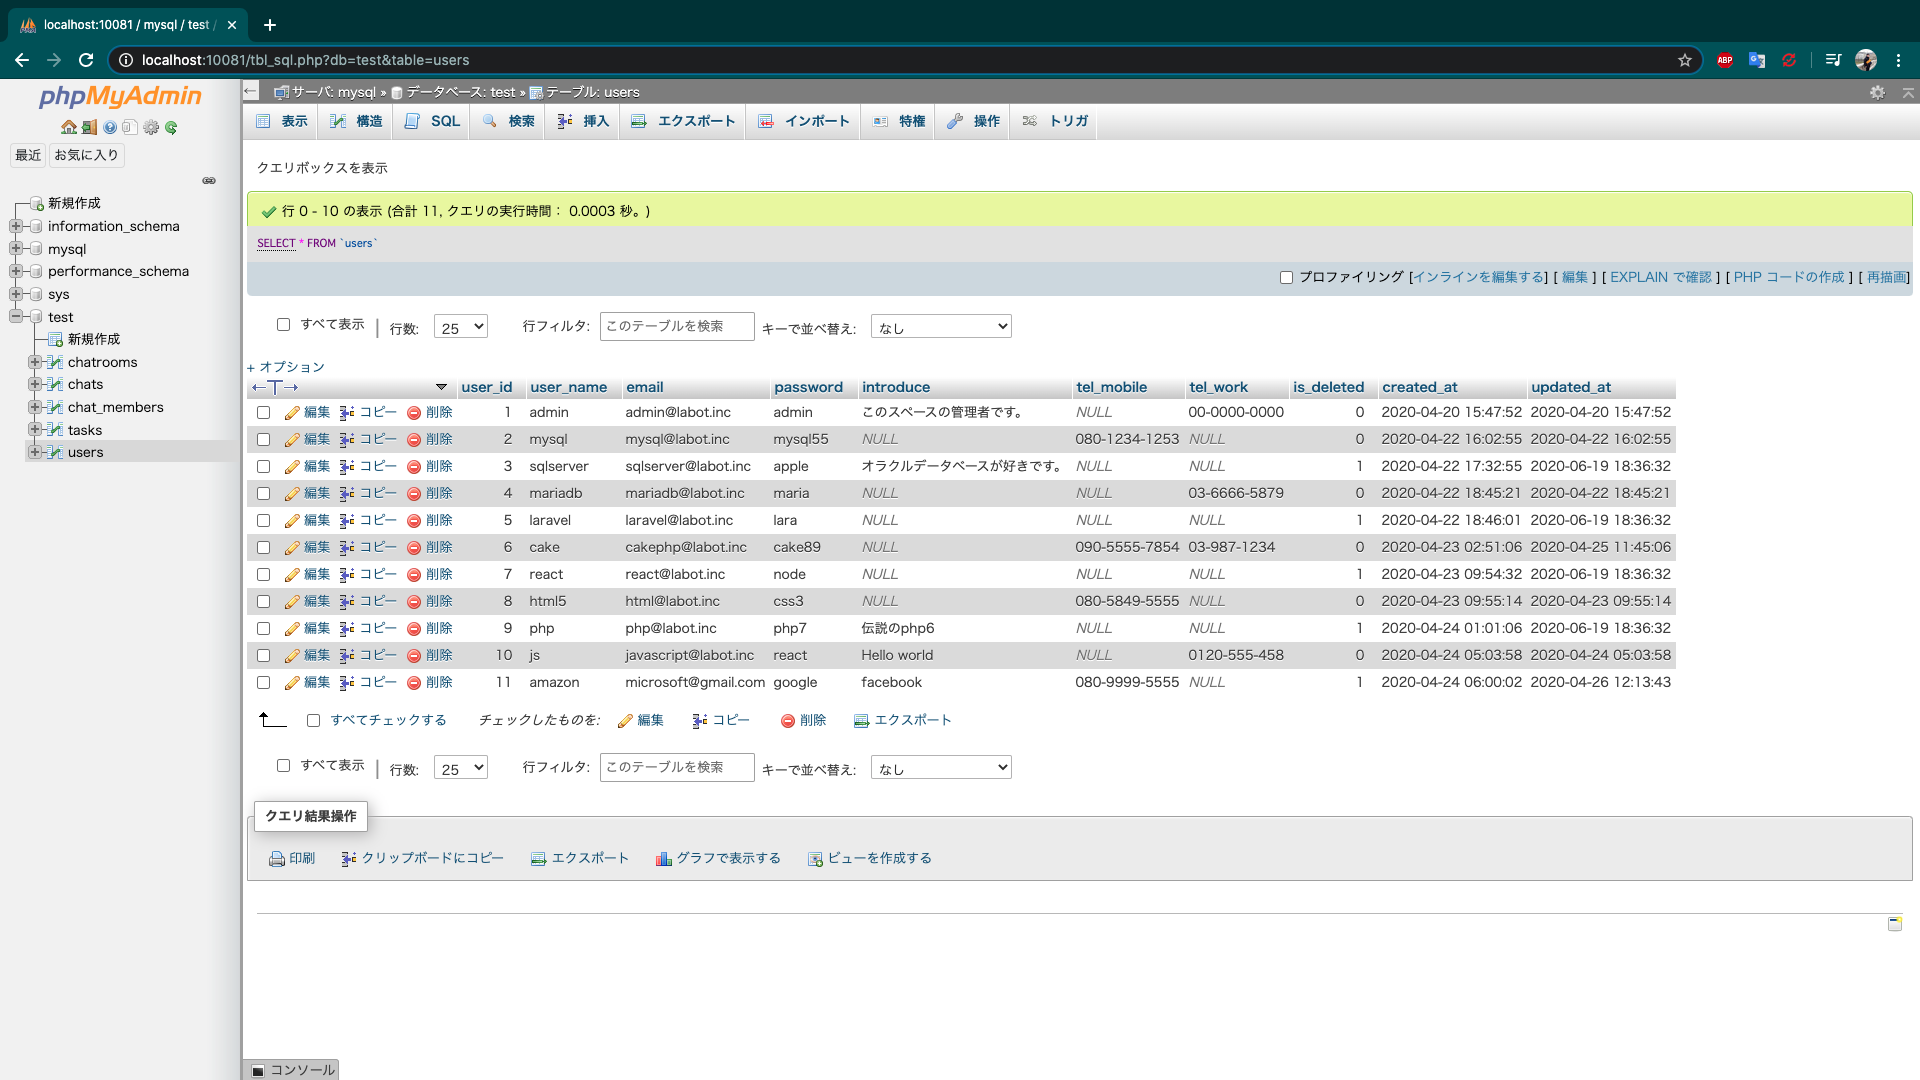 localhost:10081 / mysql / test /
localhost:10081/tbl_sql.php?db=test&table=users
ABP
phpMyAdmin
最近 お気に入り
新規作成
information_schema
mysql
performance_schema
sys
test
新規作成
chatrooms
chats
chat_members
tasks
users
サーバ: mysql » データベース: test » テーブル: users
表示 構造 SQL 検索 挿入 エクスポート インポート 特権 操作 トリガ
クエリボックスを表示
行 0 - 10 の表示 (合計 11, クエリの実行時間： 0.0003 秒。)
SELECT * FROM `users`
プロファイリング [インラインを編集する] [ 編集 ] [ EXPLAIN で確認 ] [ PHP コードの作成 ] [ 再描画]
すべて表示 | 行数: 25 行フィルタ: このテーブルを検索 キーで並べ替え: なし
+ オプション
←T→ user_id user_name email password introduce tel_mobile tel_work is_deleted created_at updated_at
編集 コピー 削除 1 admin admin@labot.inc admin このスペースの管理者です。 NULL 00-0000-0000 0 2020-04-20 15:47:52 2020-04-20 15:47:52
編集 コピー 削除 2 mysql mysql@labot.inc mysql55 NULL 080-1234-1253 NULL 0 2020-04-22 16:02:55 2020-04-22 16:02:55
編集 コピー 削除 3 sqlserver sqlserver@labot.inc apple オラクルデータベースが好きです。 NULL NULL 1 2020-04-22 17:32:55 2020-06-19 18:36:32
編集 コピー 削除 4 mariadb mariadb@labot.inc maria NULL NULL 03-6666-5879 0 2020-04-22 18:45:21 2020-04-22 18:45:21
編集 コピー 削除 5 laravel laravel@labot.inc lara NULL NULL NULL 1 2020-04-22 18:46:01 2020-06-19 18:36:32
編集 コピー 削除 6 cake cakephp@labot.inc cake89 NULL 090-5555-7854 03-987-1234 0 2020-04-23 02:51:06 2020-04-25 11:45:06
編集 コピー 削除 7 react react@labot.inc node NULL NULL NULL 1 2020-04-23 09:54:32 2020-06-19 18:36:32
編集 コピー 削除 8 html5 html@labot.inc css3 NULL 080-5849-5555 NULL 0 2020-04-23 09:55:14 2020-04-23 09:55:14
編集 コピー 削除 9 php php@labot.inc php7 伝説のphp6 NULL NULL 1 2020-04-24 01:01:06 2020-06-19 18:36:32
編集 コピー 削除 10 js javascript@labot.inc react Hello world NULL 0120-555-458 0 2020-04-24 05:03:58 2020-04-24 05:03:58
編集 コピー 削除 11 amazon microsoft@gmail.com google facebook 080-9999-5555 NULL 1 2020-04-24 06:00:02 2020-04-26 12:13:43
すべてチェックする チェックしたものを: 編集 コピー 削除 エクスポート
すべて表示 | 行数: 25 行フィルタ: このテーブルを検索 キーで並べ替え: なし
クエリ結果操作
印刷 クリップボードにコピー エクスポート グラフで表示する ビューを作成する
コンソール